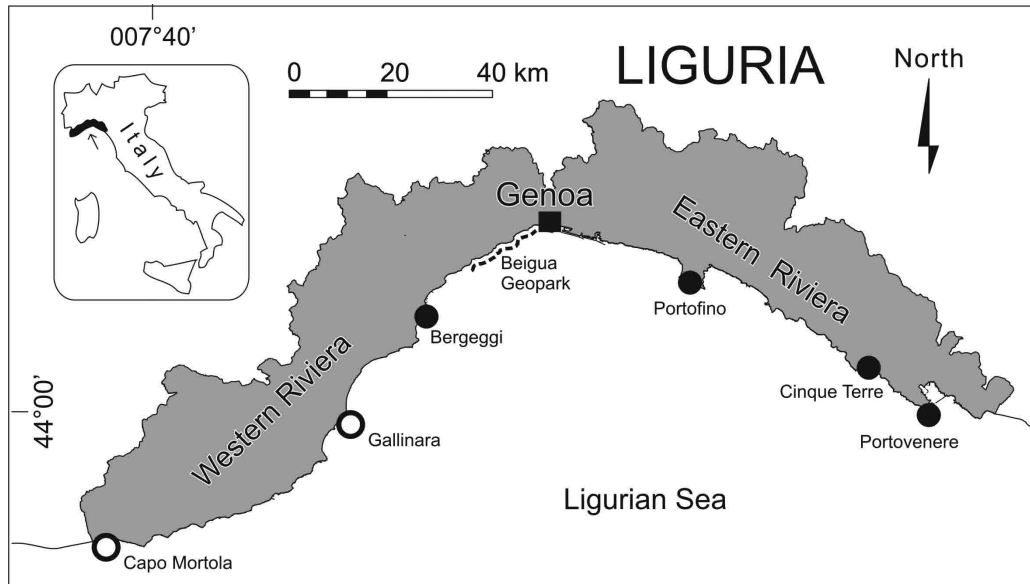 007°40’
LIGURIA
North
0 20 40 km
Italy
Genoa
Eastern Riviera
Beigua
Geopark
Portofino
Bergeggi
Western Riviera
Cinque Terre
44°00’
Gallinara
Portovenere
Ligurian Sea
Capo Mortola